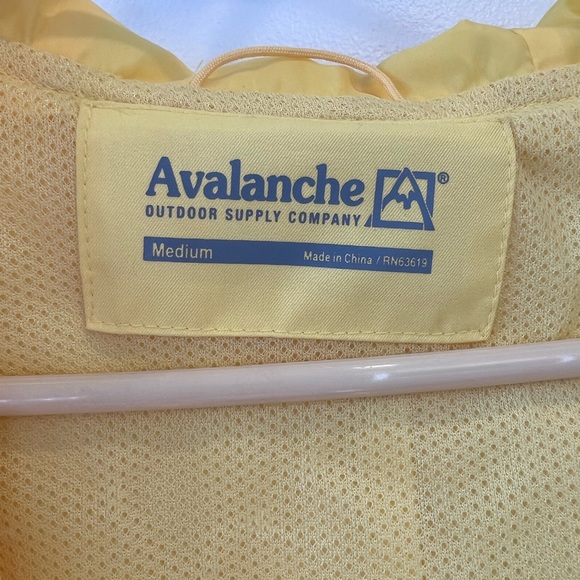 Avalanche®
OUTDOOR SUPPLY COMPANY
Medium Made in China / RN63619